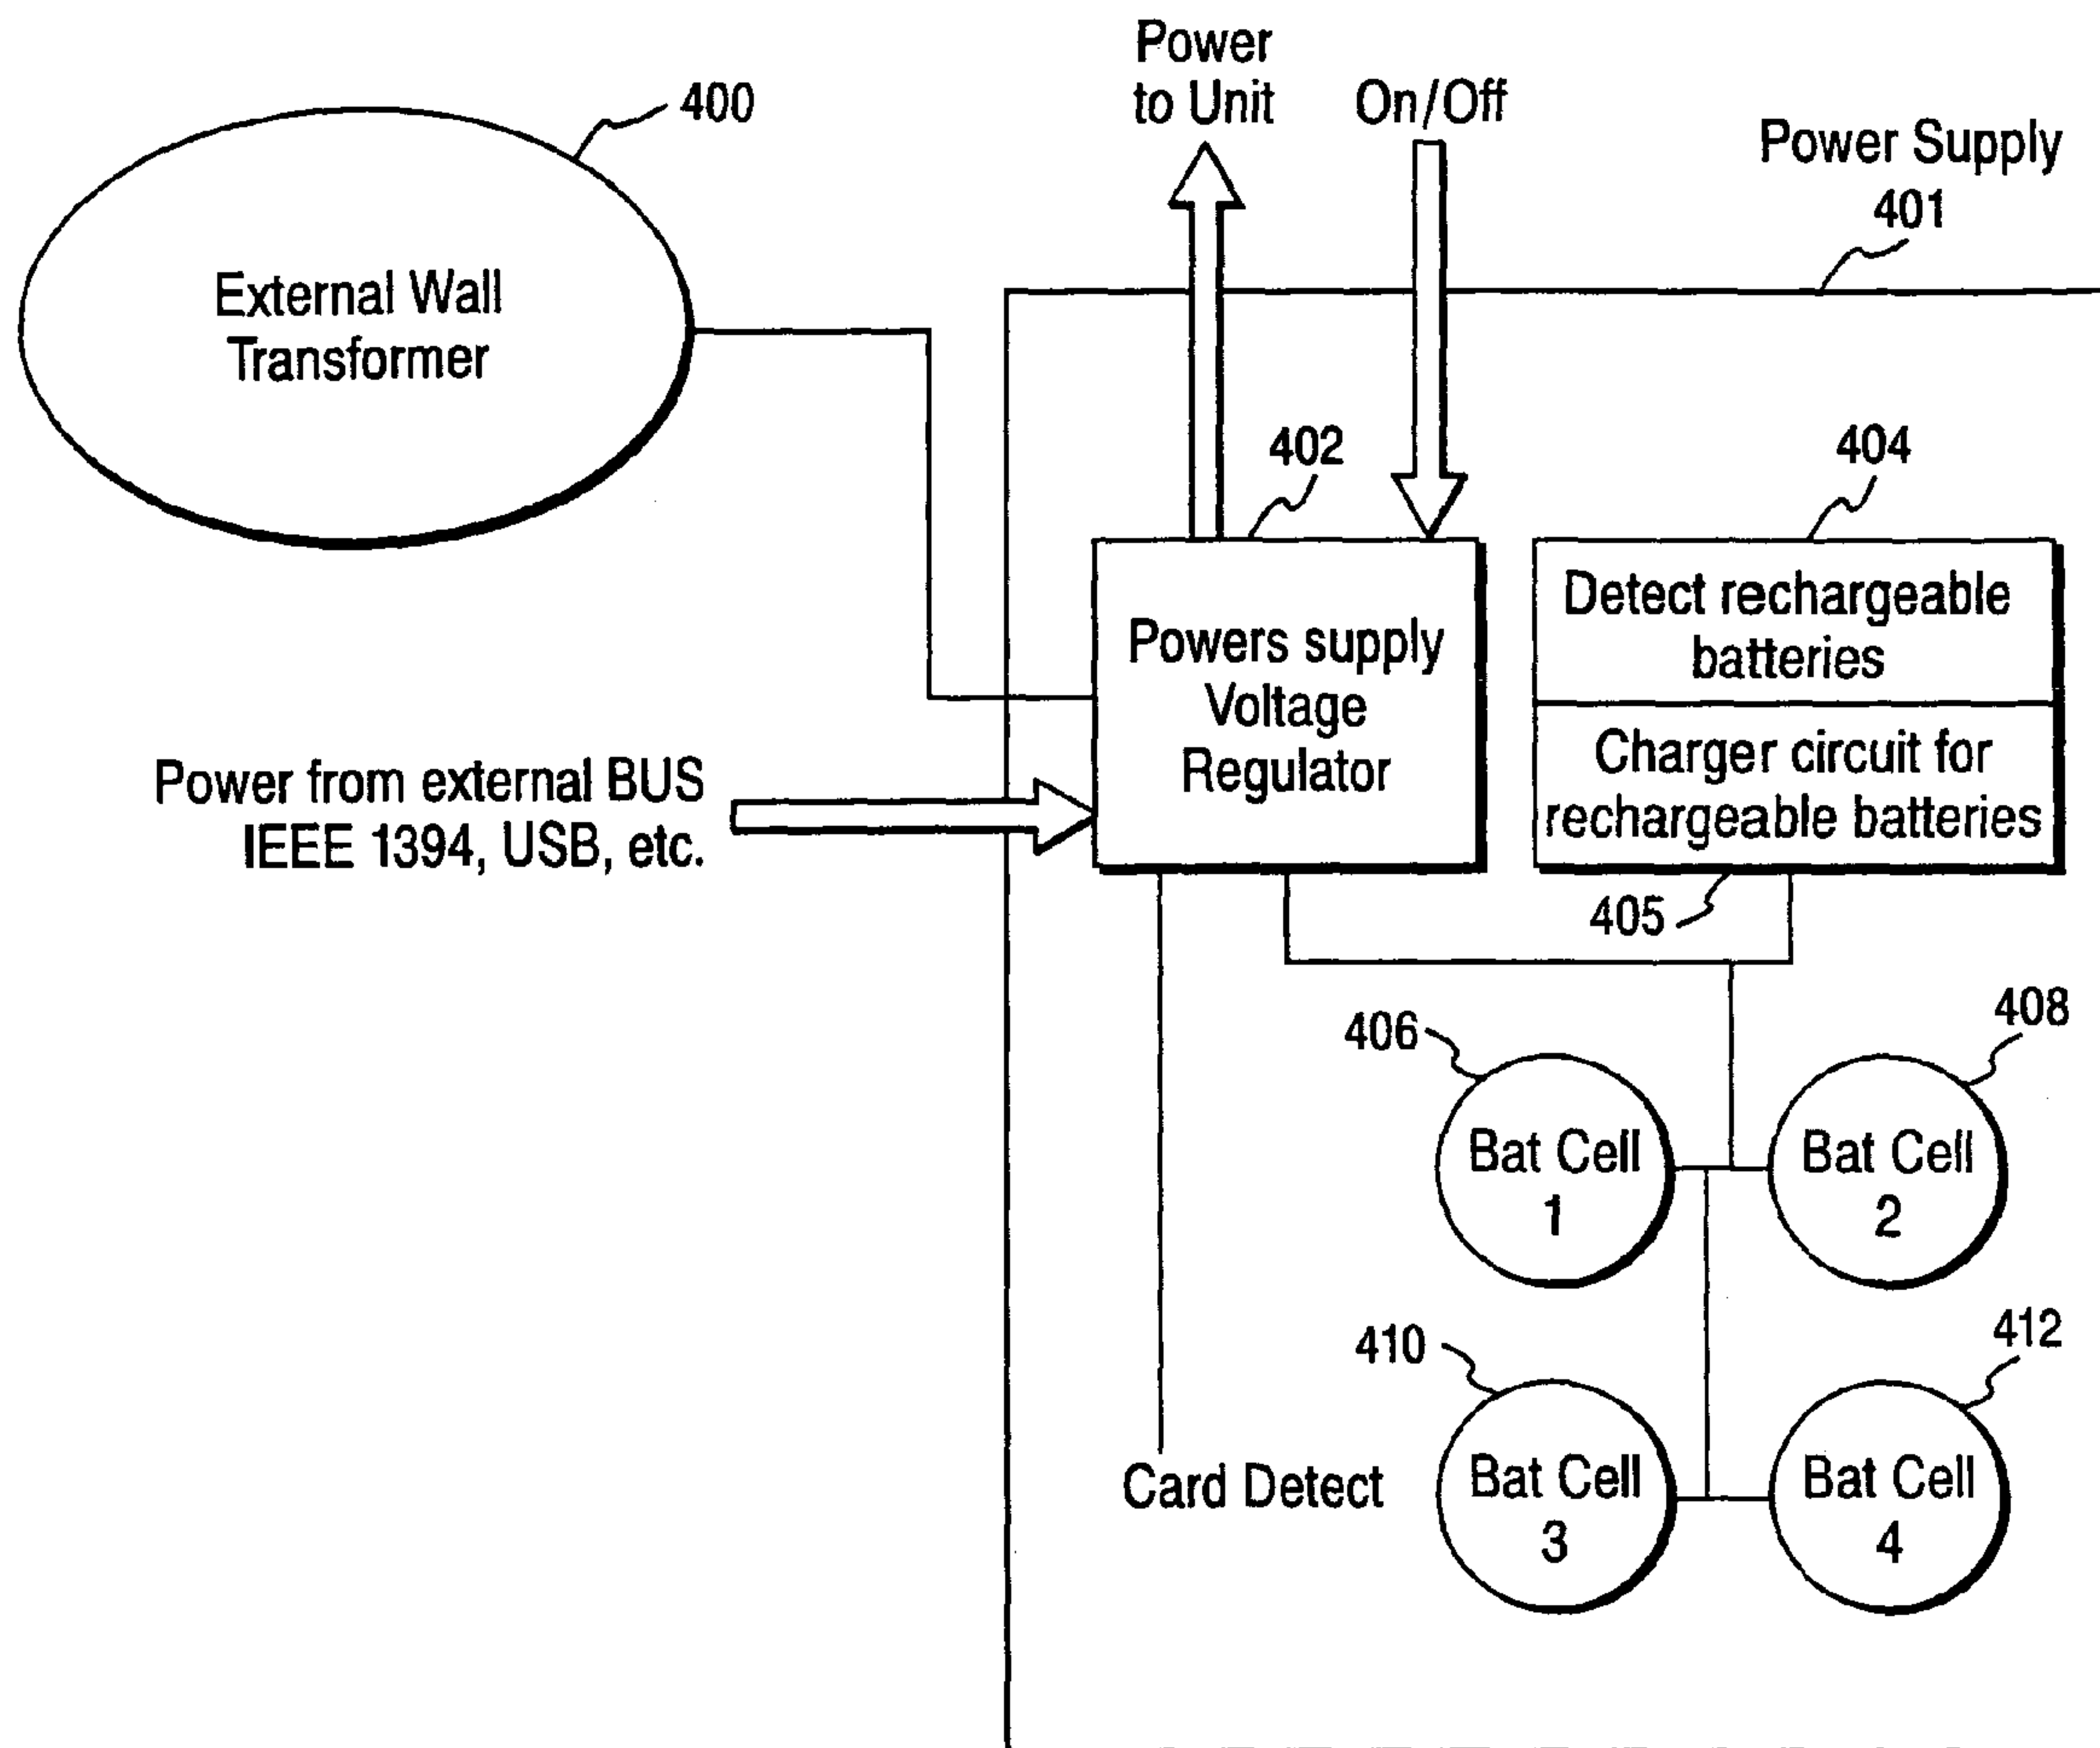 Power
to Unit
On/Off
400
Power Supply
401
External Wall
Transformer
402
404
Powers supply
Voltage
Regulator
Detect rechargeable
batteries
Charger circuit for
rechargeable batteries
Power from external BUS
IEEE 1394, USB, etc.
405
406
408
Bat Cell
1
Bat Cell
2
410
412
Card Detect
Bat Cell
3
Bat Cell
4